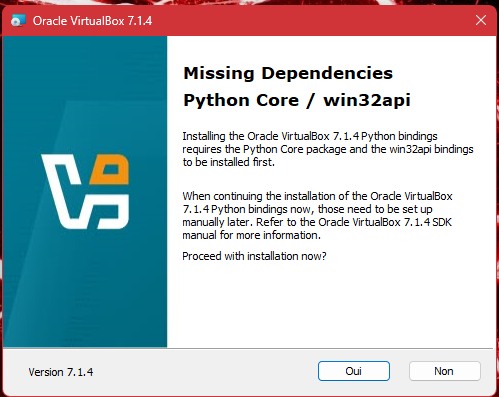 Oracle VirtualBox 7.1.4
Missing Dependencies
Python Core / win32api
Installing the Oracle VirtualBox 7.1.4 Python bindings
requires the Python Core package and the win32api bindings
to be installed first.
When continuing the installation of the Oracle VirtualBox
7.1.4 Python bindings now, those need to be set up
manually later. Refer to the Oracle VirtualBox 7.1.4 SDK
manual for more information.
Proceed with installation now?
Version 7.1.4
Oui
Non